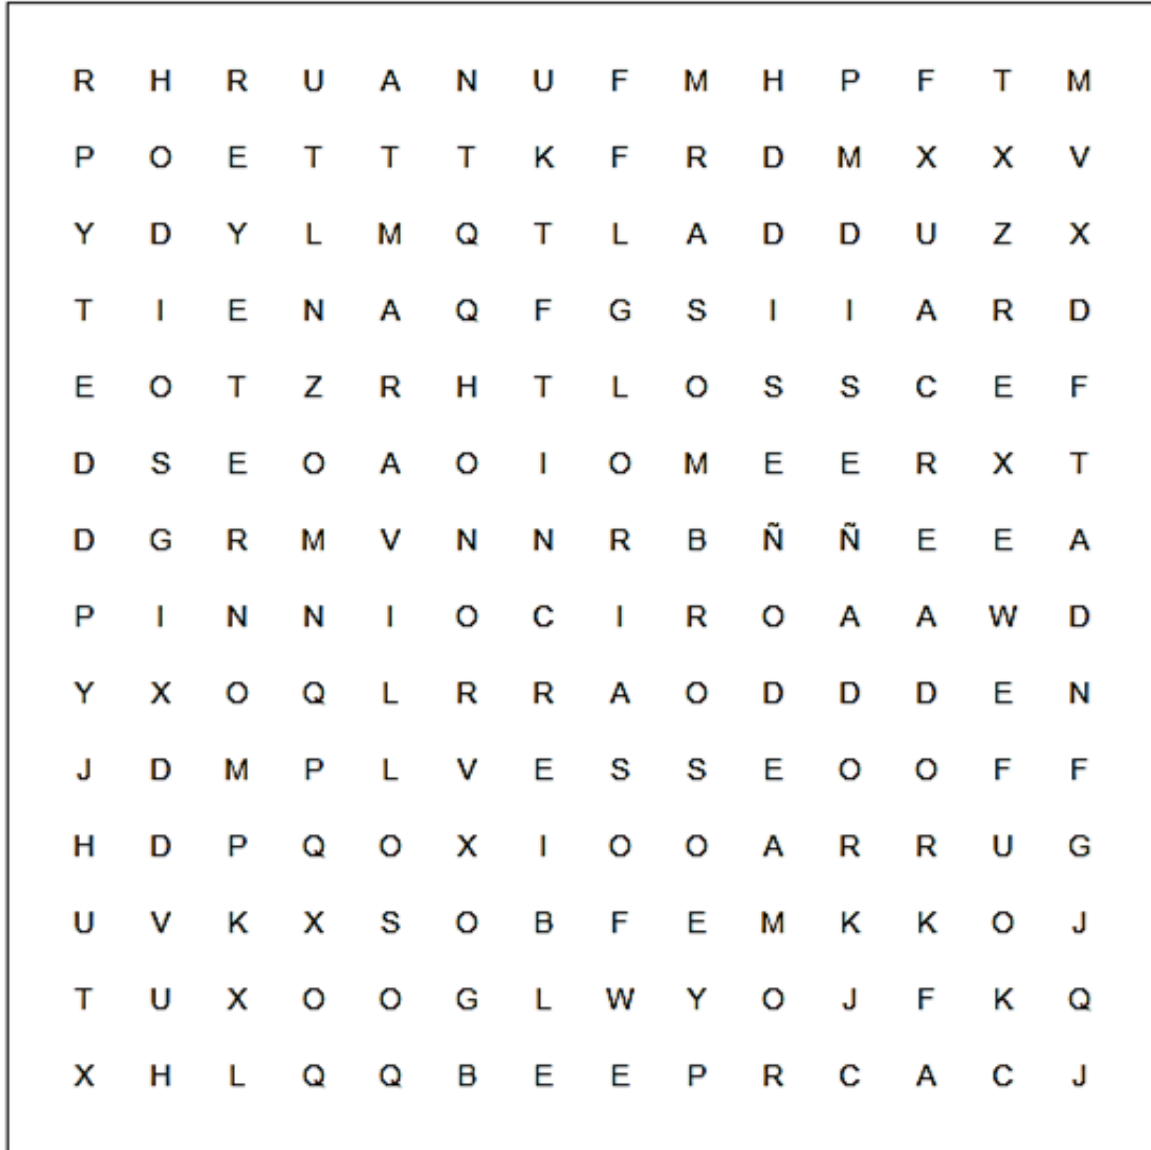 R H R U A N U F M H P F T M
P O E T T T K F R D M X X V
Y D Y L M Q T L A D D U Z X
T I E N A Q F G S I I A R D
E O T Z R H T L O S S C E F
D S E O A O I O M E E R X T
D G R M V N N R B Ñ Ñ E E A
P I N N I O C I R O A A W D
Y X O Q L R R A O D D D E N
J D M P L V E S S E O O F F
H D P Q O X I O O A R R U G
U V K X S O B F E M K K O J
T U X O O G L W Y O J F K Q
X H L Q Q B E E P R C A C J